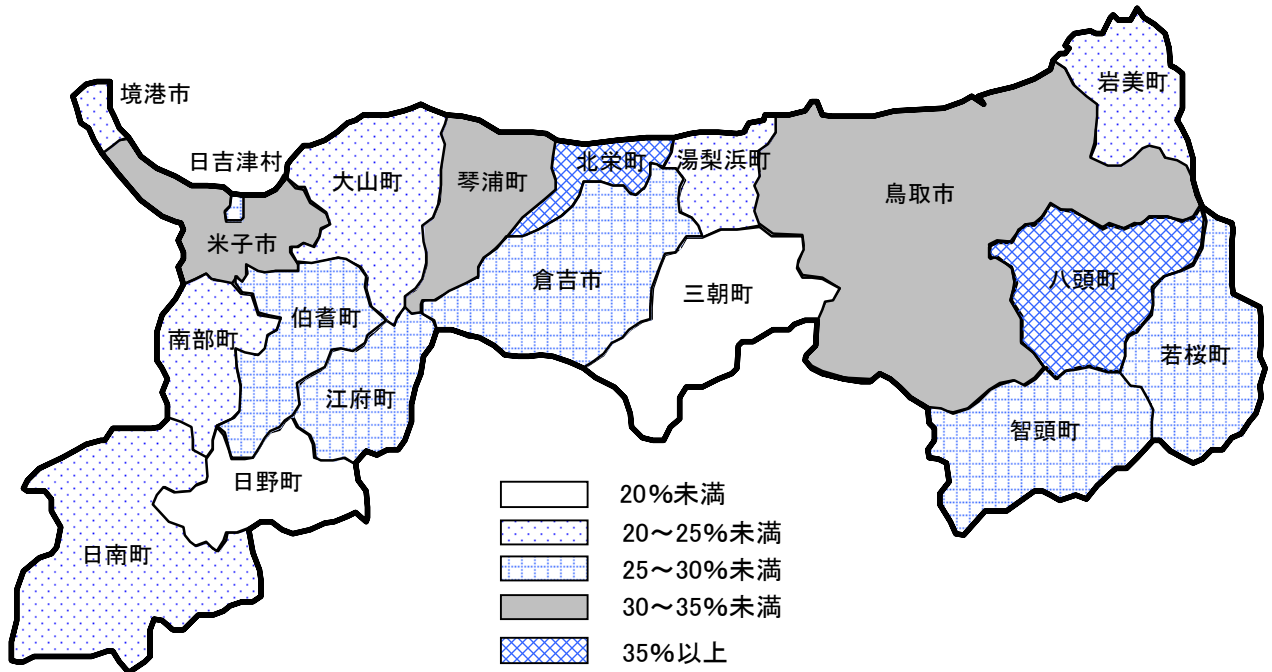 岩美町
境港市
日吉津村
大山町
琴浦町
北栄町
湯梨浜町
鳥取市
米子市
倉吉市
三朝町
八頭町
伯耆町
南部町
若桜町
江府町
智頭町
日野町
日南町
20%未満
20～25%未満
25～30%未満
30～35%未満
35%以上